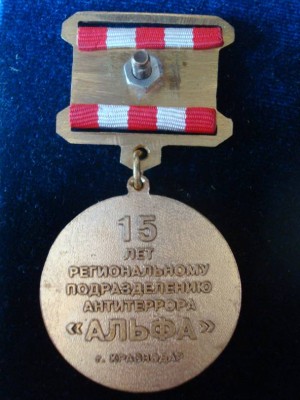 15
ЛЕТ
РЕГИОНАЛЬНОМУ
ПОДРАЗДЕЛЕНИЮ
АНТИТЕРРОРА
«АЛЬФА»
г. КРАСНОДАР